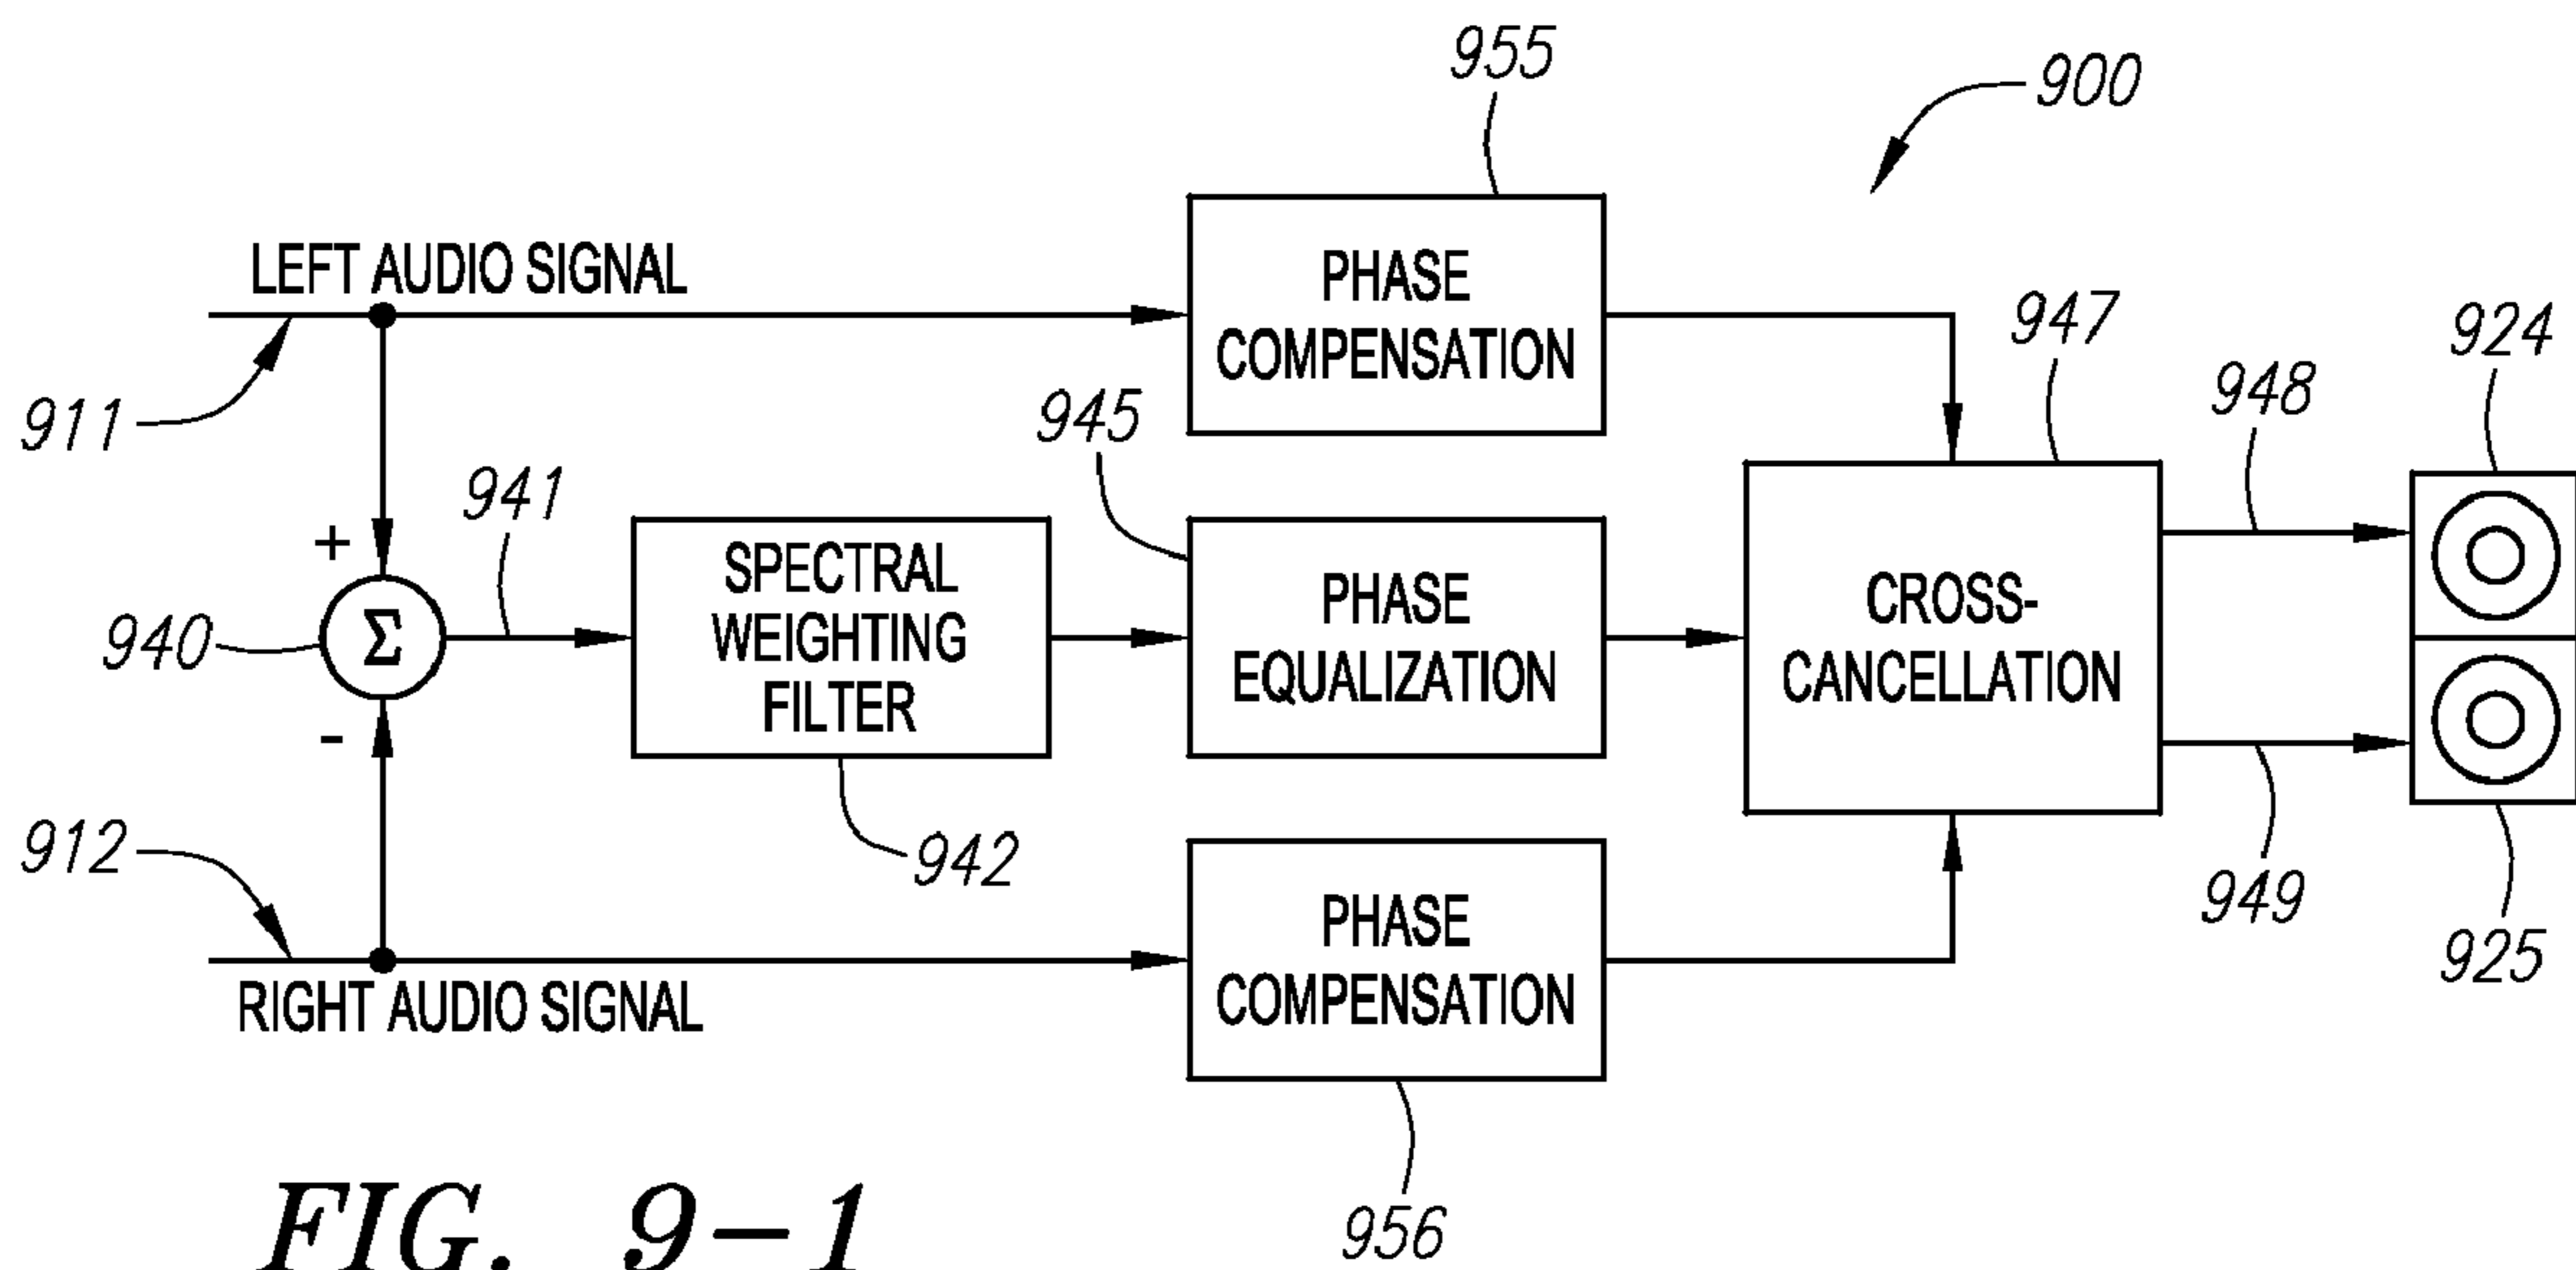 955
900
LEFT AUDIO SIGNAL
PHASE
COMPENSATION
911
945
947
948
924
941
+
Σ
-
940
SPECTRAL
WEIGHTING
FILTER
PHASE
EQUALIZATION
CROSS-
CANCELLATION
912
942
949
925
RIGHT AUDIO SIGNAL
PHASE
COMPENSATION
956
FIG. 9-1